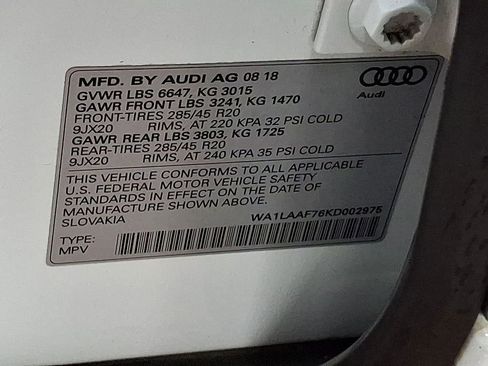 MFD. BY AUDI AG 08 18
GVWR LBS 6647, KG 3015
GAWR FRONT LBS 3241, KG 1470
FRONT-TIRES 285/45 R20
9JX20 RIMS, AT 220 KPA 32 PSI COLD
GAWR REAR LBS 3803, KG 1725
REAR-TIRES 285/45 R20
9JX20 RIMS, AT 240 KPA 35 PSI COLD
THIS VEHICLE CONFORMS TO ALL APPLICABLE
U.S. FEDERAL MOTOR VEHICLE SAFETY
STANDARDS IN EFFECT ON THE DATE OF
MANUFACTURE SHOWN ABOVE.
SLOVAKIA WA1LAAF76KD002975
TYPE:
MPV
Audi